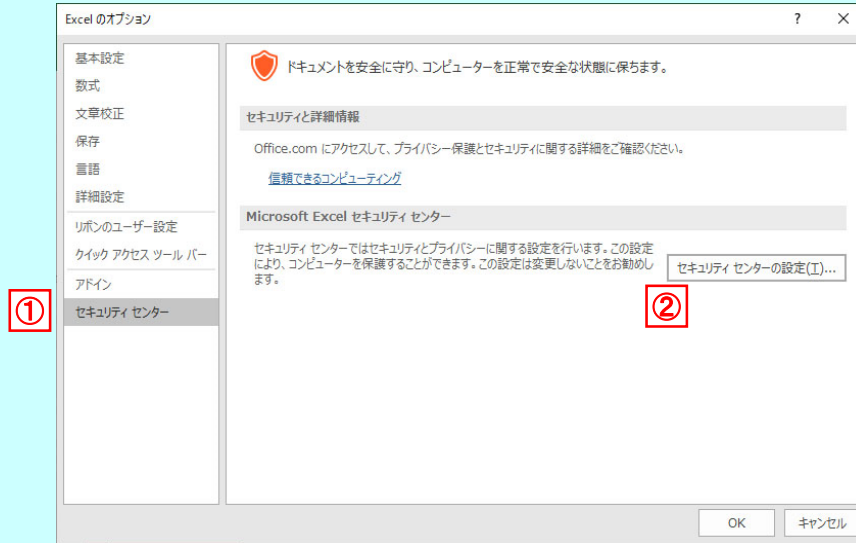 Excel のオプション
? ×
基本設定
数式
文章校正
保存
言語
詳細設定
リボンのユーザー設定
クイック アクセス ツール バー
アドイン
① セキュリティ センター
ドキュメントを安全に守り、コンピューターを正常で安全な状態に保ちます。
セキュリティと詳細情報
Office.com にアクセスして、プライバシー保護とセキュリティに関する詳細をご確認ください。
信頼できるコンピューティング
Microsoft Excel セキュリティ センター
セキュリティ センターではセキュリティとプライバシーに関する設定を行います。この設定
により、コンピューターを保護することができます。この設定は変更しないことをお勧めし
ます。
セキュリティ センターの設定(T)...
②
OK
キャンセル